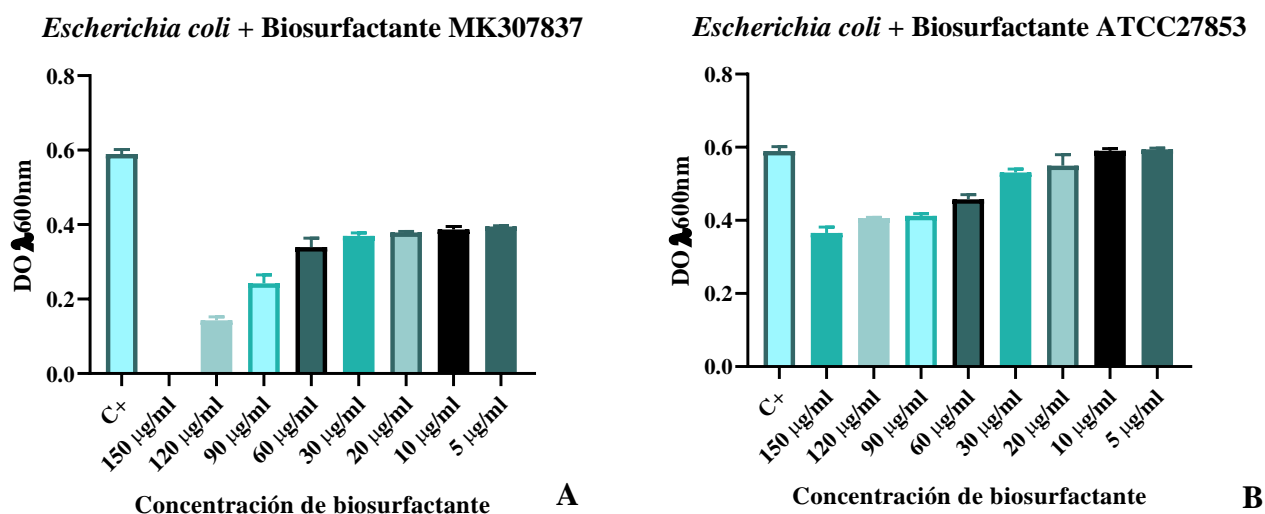 Escherichia coli + Biosurfactante MK307837
0.8
0.6
0.4
0.2
0.0
DO λ600nm
C+
150 µg/ml
120 µg/ml
90 µg/ml
60 µg/ml
30 µg/ml
20 µg/ml
10 µg/ml
5 µg/ml
Concentración de biosurfactante
A
Escherichia coli + Biosurfactante ATCC27853
0.8
0.6
0.4
0.2
0.0
DO λ600nm
C+
150 µg/ml
120 µg/ml
90 µg/ml
60 µg/ml
30 µg/ml
20 µg/ml
10 µg/ml
5 µg/ml
Concentración de biosurfactante
B